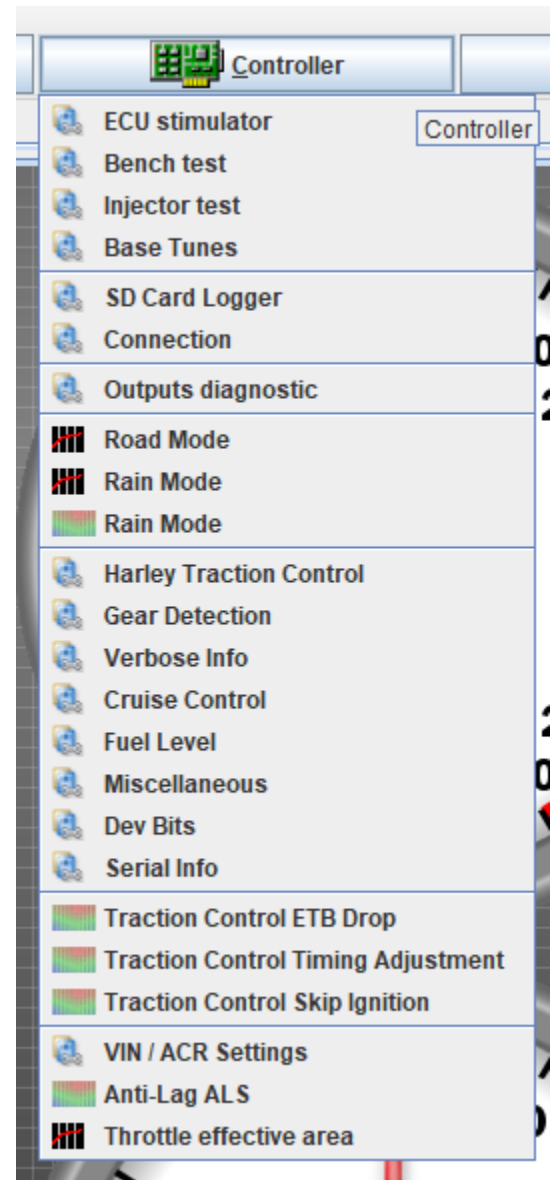 Controller
ECU stimulator
Controller
Bench test
Injector test
Base Tunes
SD Card Logger
Connection
Outputs diagnostic
Road Mode
Rain Mode
Rain Mode
Harley Traction Control
Gear Detection
Verbose Info
Cruise Control
Fuel Level
Miscellaneous
Dev Bits
Serial Info
Traction Control ETB Drop
Traction Control Timing Adjustment
Traction Control Skip Ignition
VIN / ACR Settings
Anti-Lag ALS
Throttle effective area